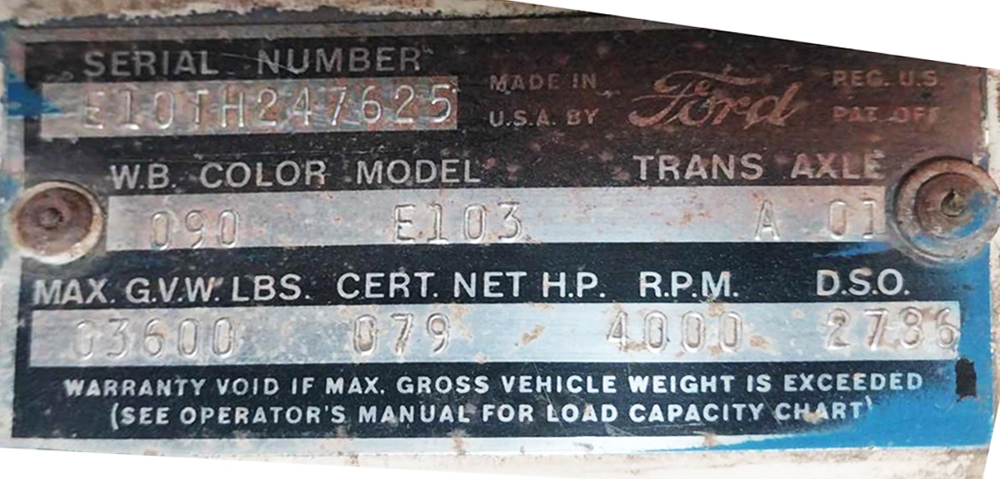 SERIAL NUMBER MADE IN Ford REG. U.S.
E10TH247625 U.S.A. BY PAT. OFF.
W.B. COLOR MODEL TRANS AXLE
090 E103 A 01
MAX. G.V.W. LBS. CERT. NET H.P. R.P.M. D.S.O.
03600 079 4000 2786
WARRANTY VOID IF MAX. GROSS VEHICLE WEIGHT IS EXCEEDED
(SEE OPERATOR'S MANUAL FOR LOAD CAPACITY CHART)